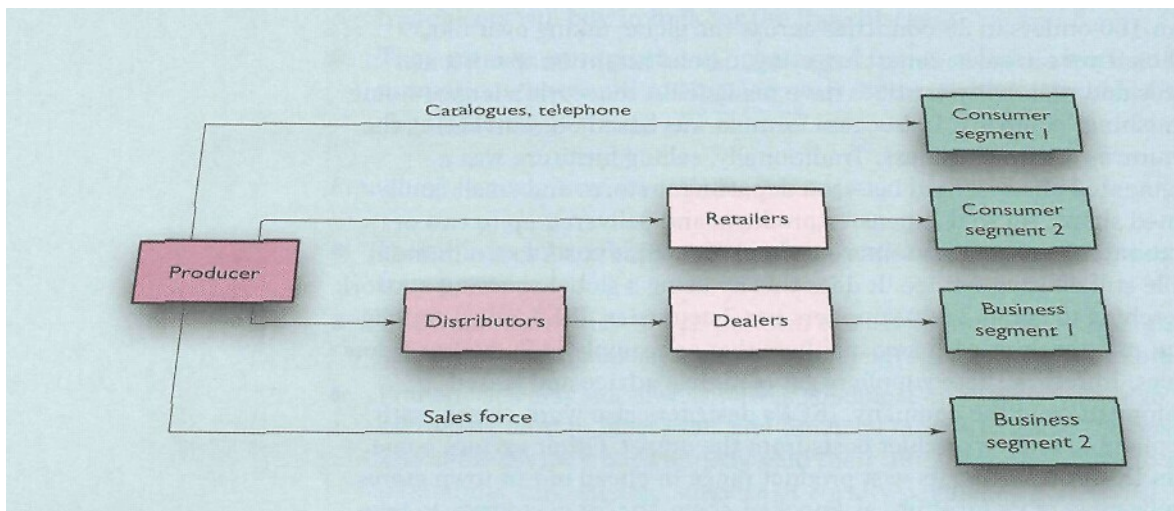 Catalogues, telephone
Consumer
segment 1
Retailers
Consumer
segment 2
Producer
Distributors
Dealers
Business
segment 1
Sales force
Business
segment 2